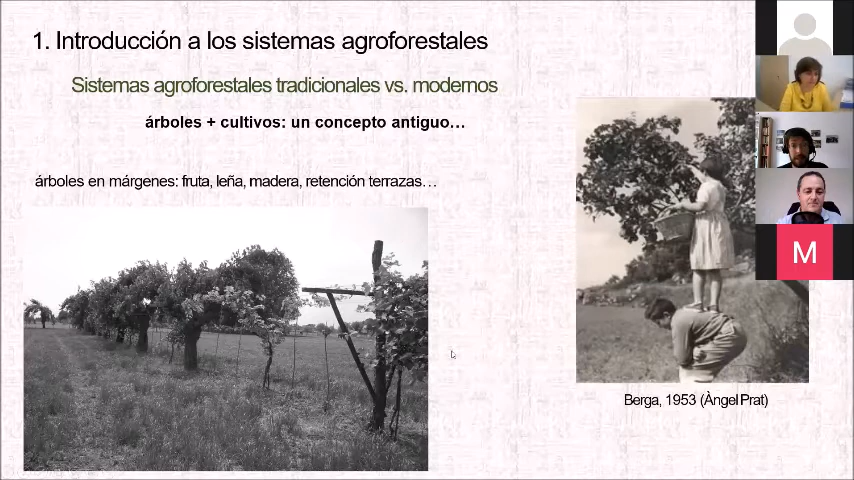 1. Introducción a los sistemas agroforestales
Sistemas agroforestales tradicionales vs. modernos
árboles + cultivos: un concepto antiguo…
árboles en márgenes: fruta, leña, madera, retención terrazas…
Berga, 1953 (Àngel Prat)
M